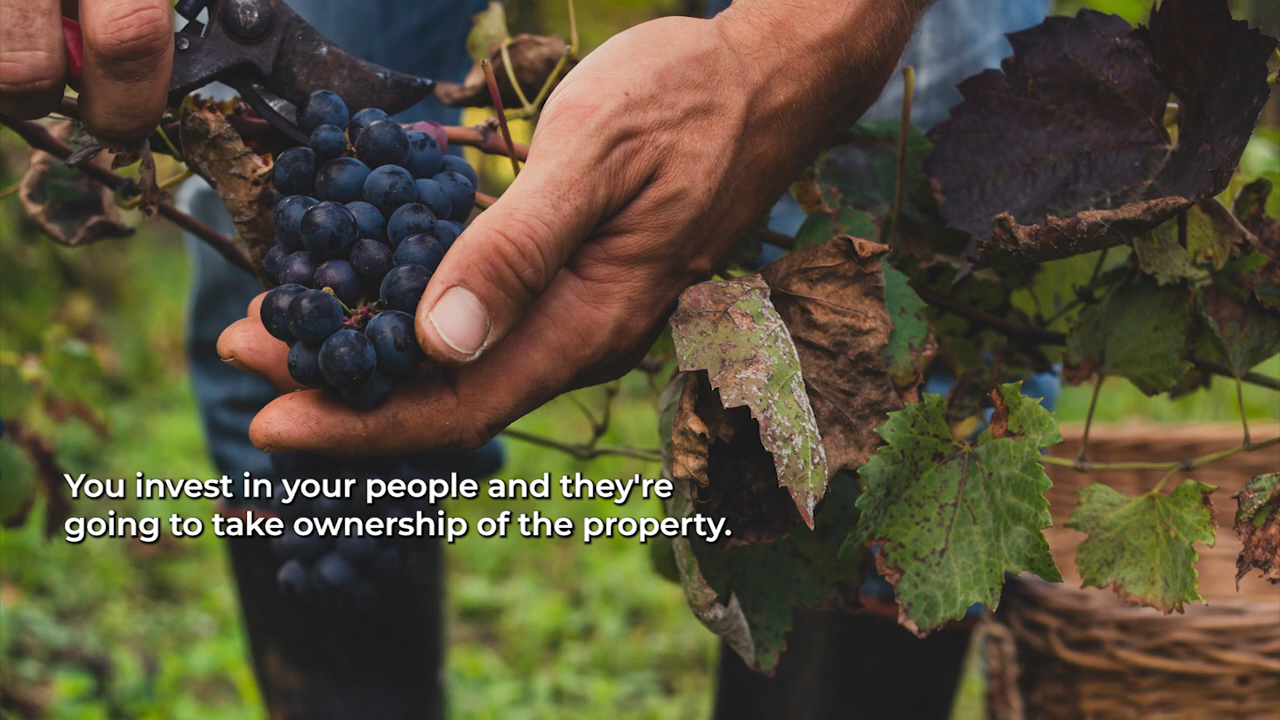 You invest in your people and they're
going to take ownership of the property.